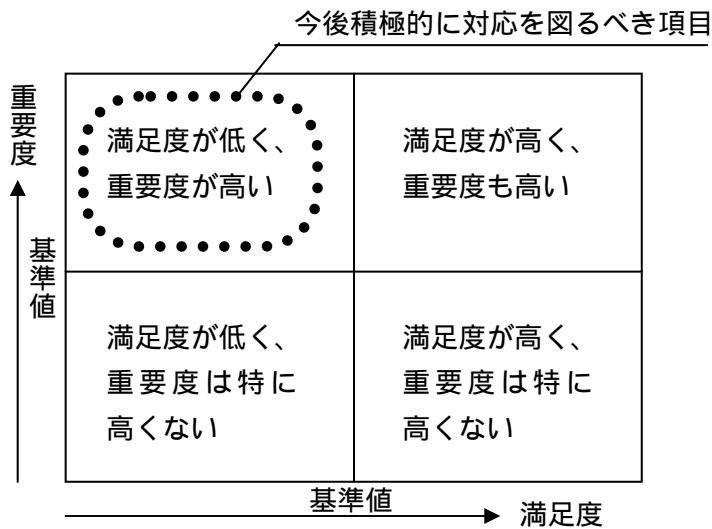 今後積極的に対応を図るべき項目
重要度
基準値
満足度が低く、
重要度が高い
満足度が高く、
重要度も高い
満足度が低く、
重要度は特に
高くない
満足度が高く、
重要度は特に
高くない
基準値
満足度